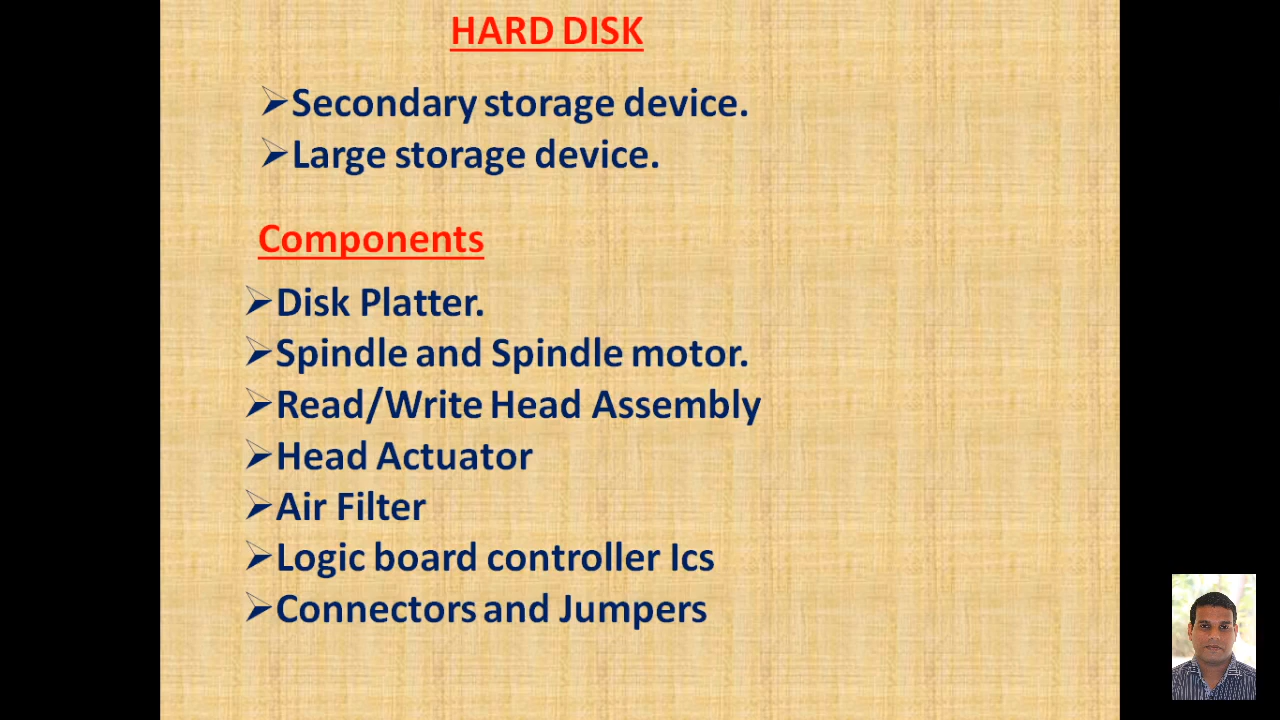 HARD DISK
Secondary storage device.
Large storage device.
Components
Disk Platter.
Spindle and Spindle motor.
Read/Write Head Assembly
Head Actuator
Air Filter
Logic board controller Ics
Connectors and Jumpers